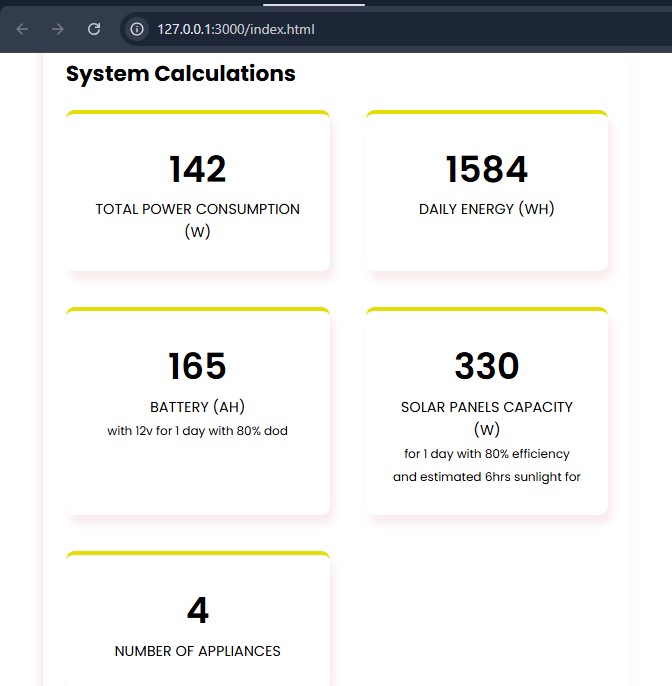 127.0.0.1:3000/index.html
System Calculations
142
TOTAL POWER CONSUMPTION
(W)
1584
DAILY ENERGY (WH)
165
BATTERY (AH)
with 12v for 1 day with 80% dod
330
SOLAR PANELS CAPACITY
(W)
for 1 day with 80% efficiency
and estimated 6hrs sunlight for
4
NUMBER OF APPLIANCES